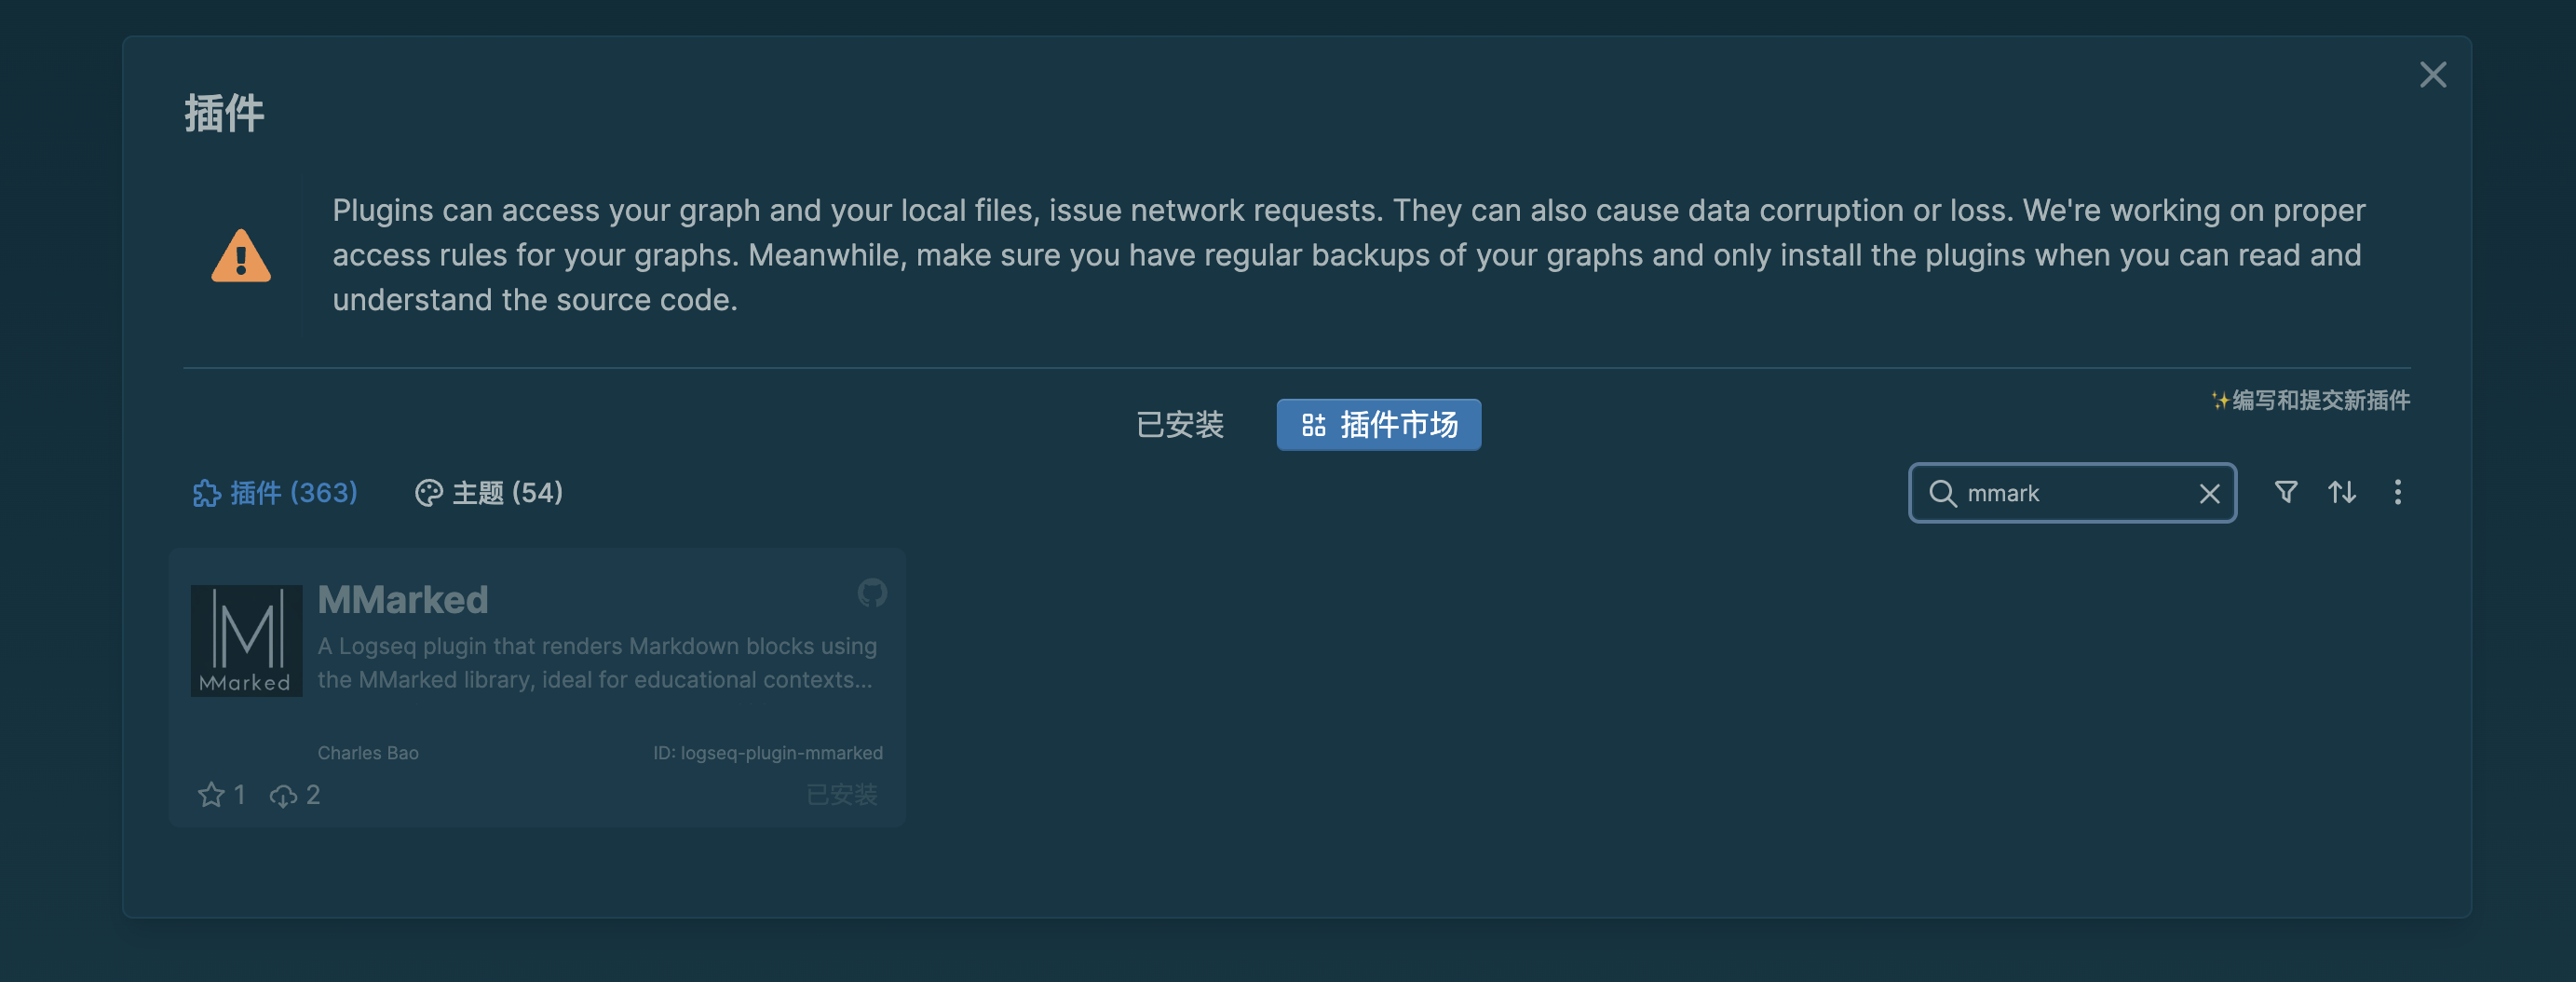 插件
Plugins can access your graph and your local files, issue network requests. They can also cause data corruption or loss. We're working on proper
access rules for your graphs. Meanwhile, make sure you have regular backups of your graphs and only install the plugins when you can read and
understand the source code.
✨编写和提交新插件
已安装 插件市场
插件 (363) 主题 (54) mmark
MMarked
A Logseq plugin that renders Markdown blocks using
the MMarked library, ideal for educational contexts...
M
MMarked
Charles Bao ID: logseq-plugin-mmarked
1 2 已安装